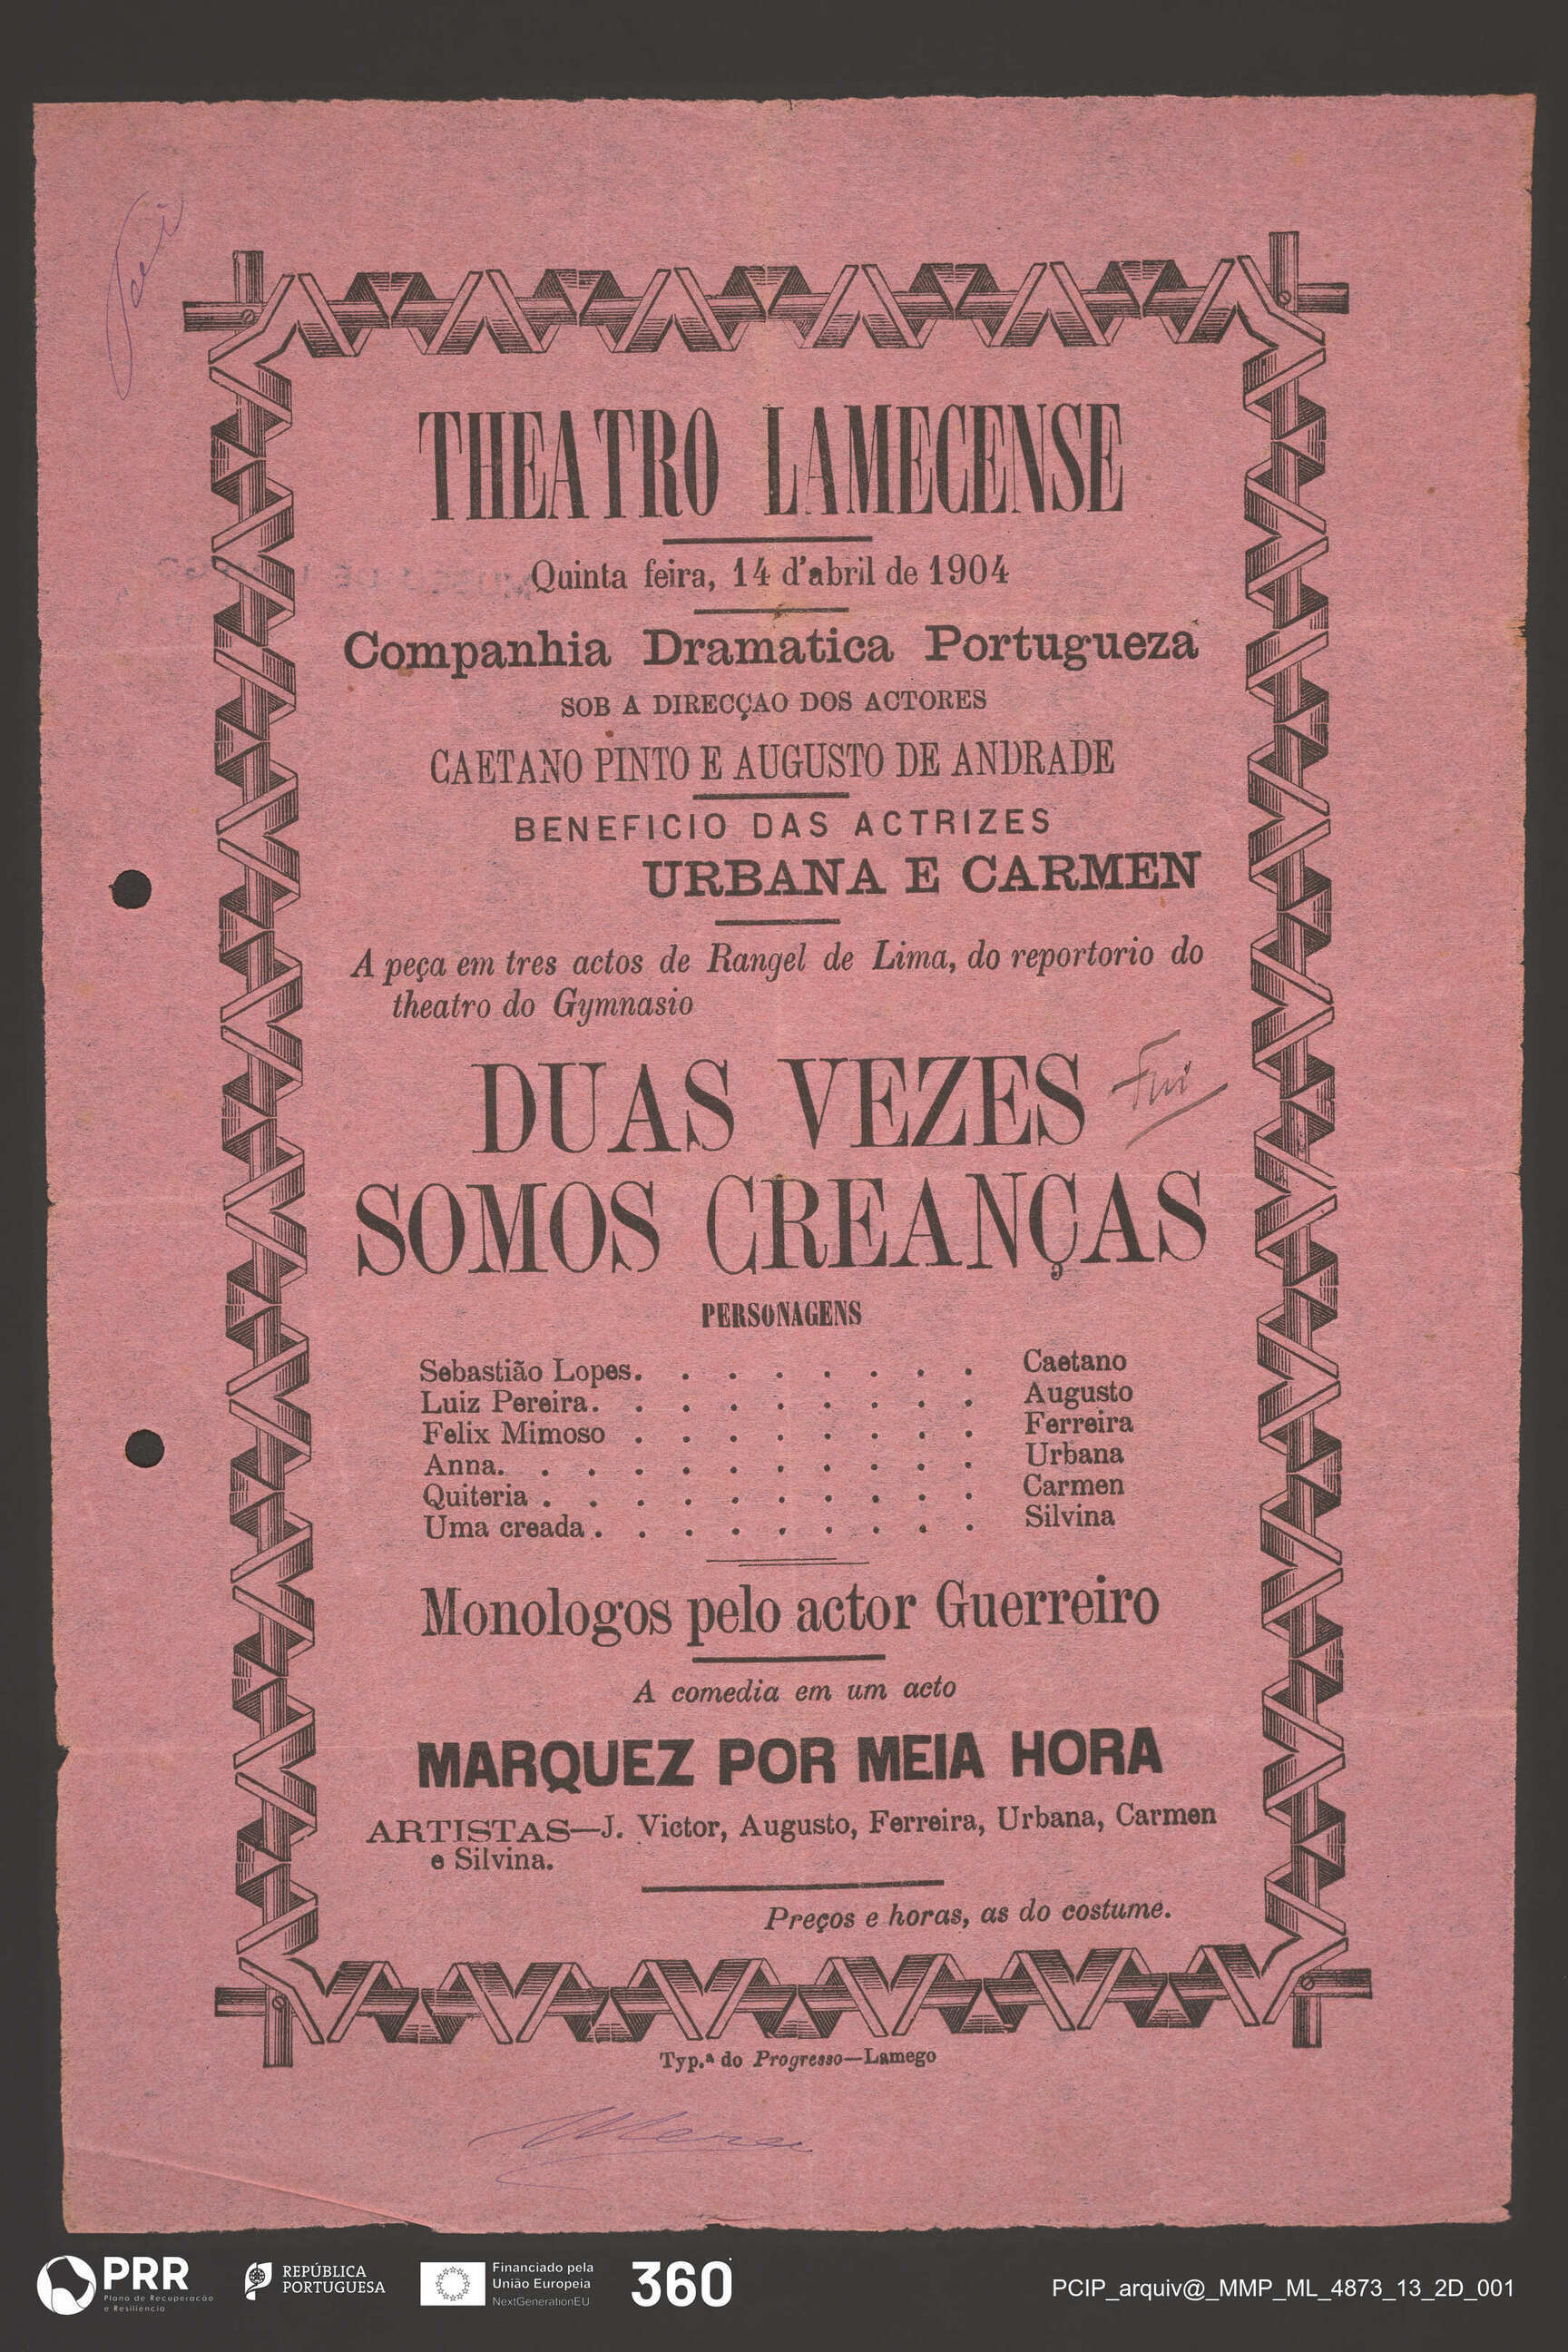 THEATRO LAMECENSE
Quinta feira, 14 d'abril de 1904
Companhia Dramatica Portugueza
SOB A DIRECÇAO DOS ACTORES
CAETANO PINTO E AUGUSTO DE ANDRADE
BENEFICIO DAS ACTRIZES
URBANA E CARMEN
A peça em tres actos de Rangel de Lima, do reportorio do
theatro do Gymnasio
DUAS VEZES
Fui
SOMOS CREANÇAS
PERSONAGENS
Sebastião Lopes. . . . . . . . Caetano
Luiz Pereira. . . . . . . . . Augusto
Felix Mimoso . . . . . . . . Ferreira
Anna. . . . . . . . . . . Urbana
Quiteria . . . . . . . . . . Carmen
Uma creada . . . . . . . . . Silvina
Monologos pelo actor Guerreiro
A comedia em um acto
MARQUEZ POR MEIA HORA
ARTISTAS—J. Victor, Augusto, Ferreira, Urbana, Carmen
e Silvina.
Preços e horas, as do costume.
Typ.ª do Progresso—Lamego
PRR
Plano de Recuperação
e Resiliência
REPÚBLICA
PORTUGUESA
Financiado pela
União Europeia
NextGenerationEU
360
PCIP_arquiv@_MMP_ML_4873_13_2D_001